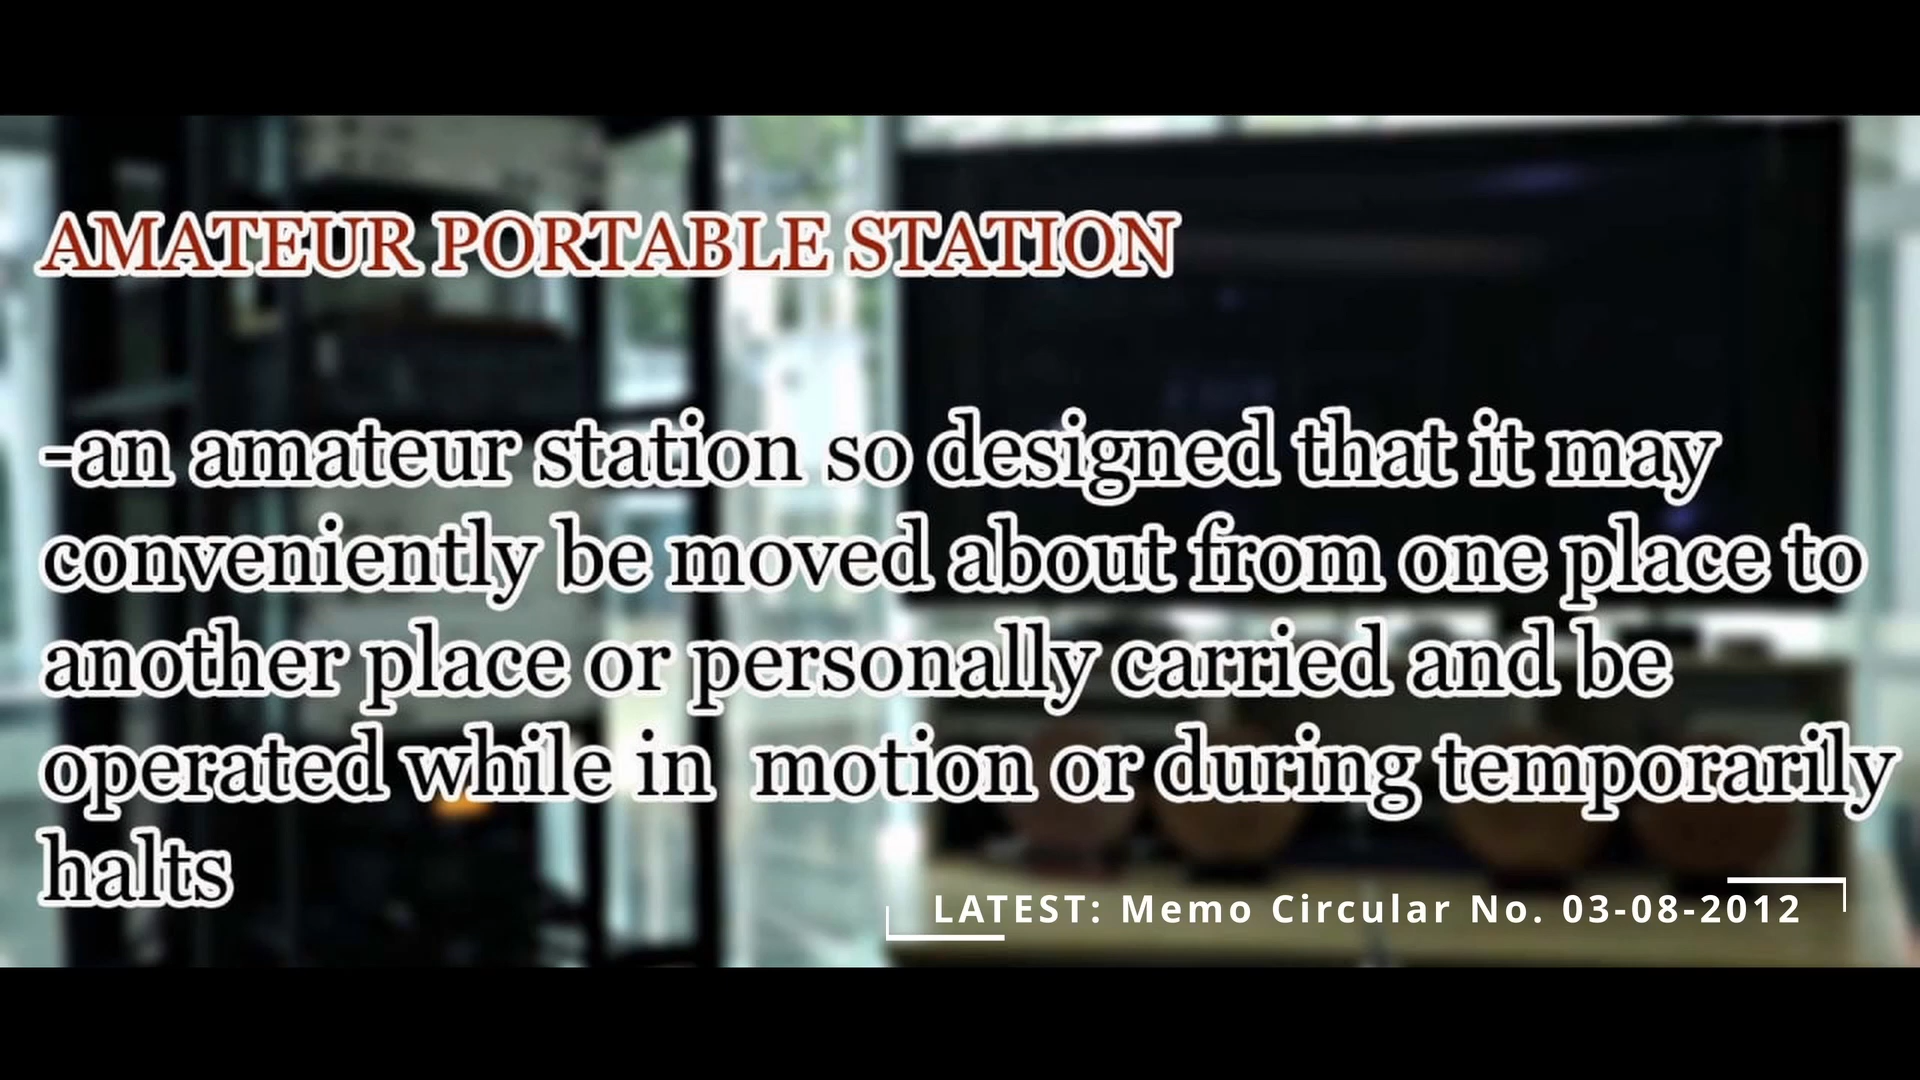 AMATEUR PORTABLE STATION
-an amateur station so designed that it may
conveniently be moved about from one place to
another place or personally carried and be
operated while in  motion or during temporarily
halts
LATEST: Memo Circular No. 03-08-2012